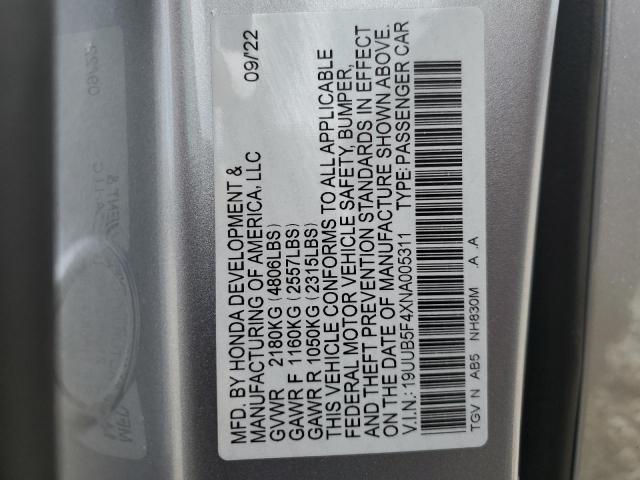 MFD. BY HONDA DEVELOPMENT & 09/'22
MANUFACTURING OF AMERICA, LLC
GVWR 2180KG (4806LBS)
GAWR F 1160KG (2557LBS)
GAWR R 1050KG (2315LBS)
THIS VEHICLE CONFORMS TO ALL APPLICABLE
FEDERAL MOTOR VEHICLE SAFETY, BUMPER,
AND THEFT PREVENTION STANDARDS IN EFFECT
ON THE DATE OF MANUFACTURE SHOWN ABOVE.
V.I.N.: 19UUB5F4XNA005311 TYPE: PASSENGER CAR
TGV N AB5 NH830M .A .A